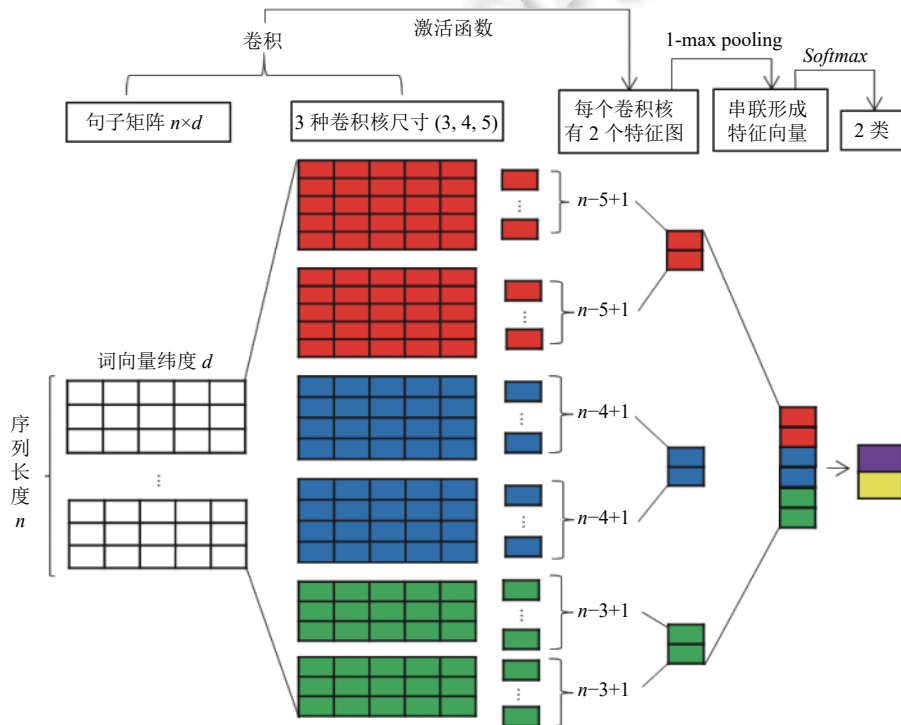 卷积
激活函数
1-max pooling
Softmax
句子矩阵 n×d
3 种卷积核尺寸 (3, 4, 5)
每个卷积核
有 2 个特征图
串联形成
特征向量
2 类
n−5+1
n−5+1
词向量纬度 d
序列长度 n
n−4+1
n−4+1
n−3+1
n−3+1